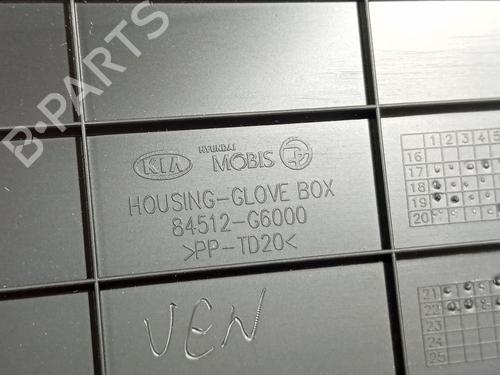 B-PARTS
KIA
HYUNDAI
MOBIS
HOUSING-GLOVE BOX
84512-G6000
>PP-TD20<
VEN
1 2 3 4 5
16
17
18
19
20
21
22
23
24
25